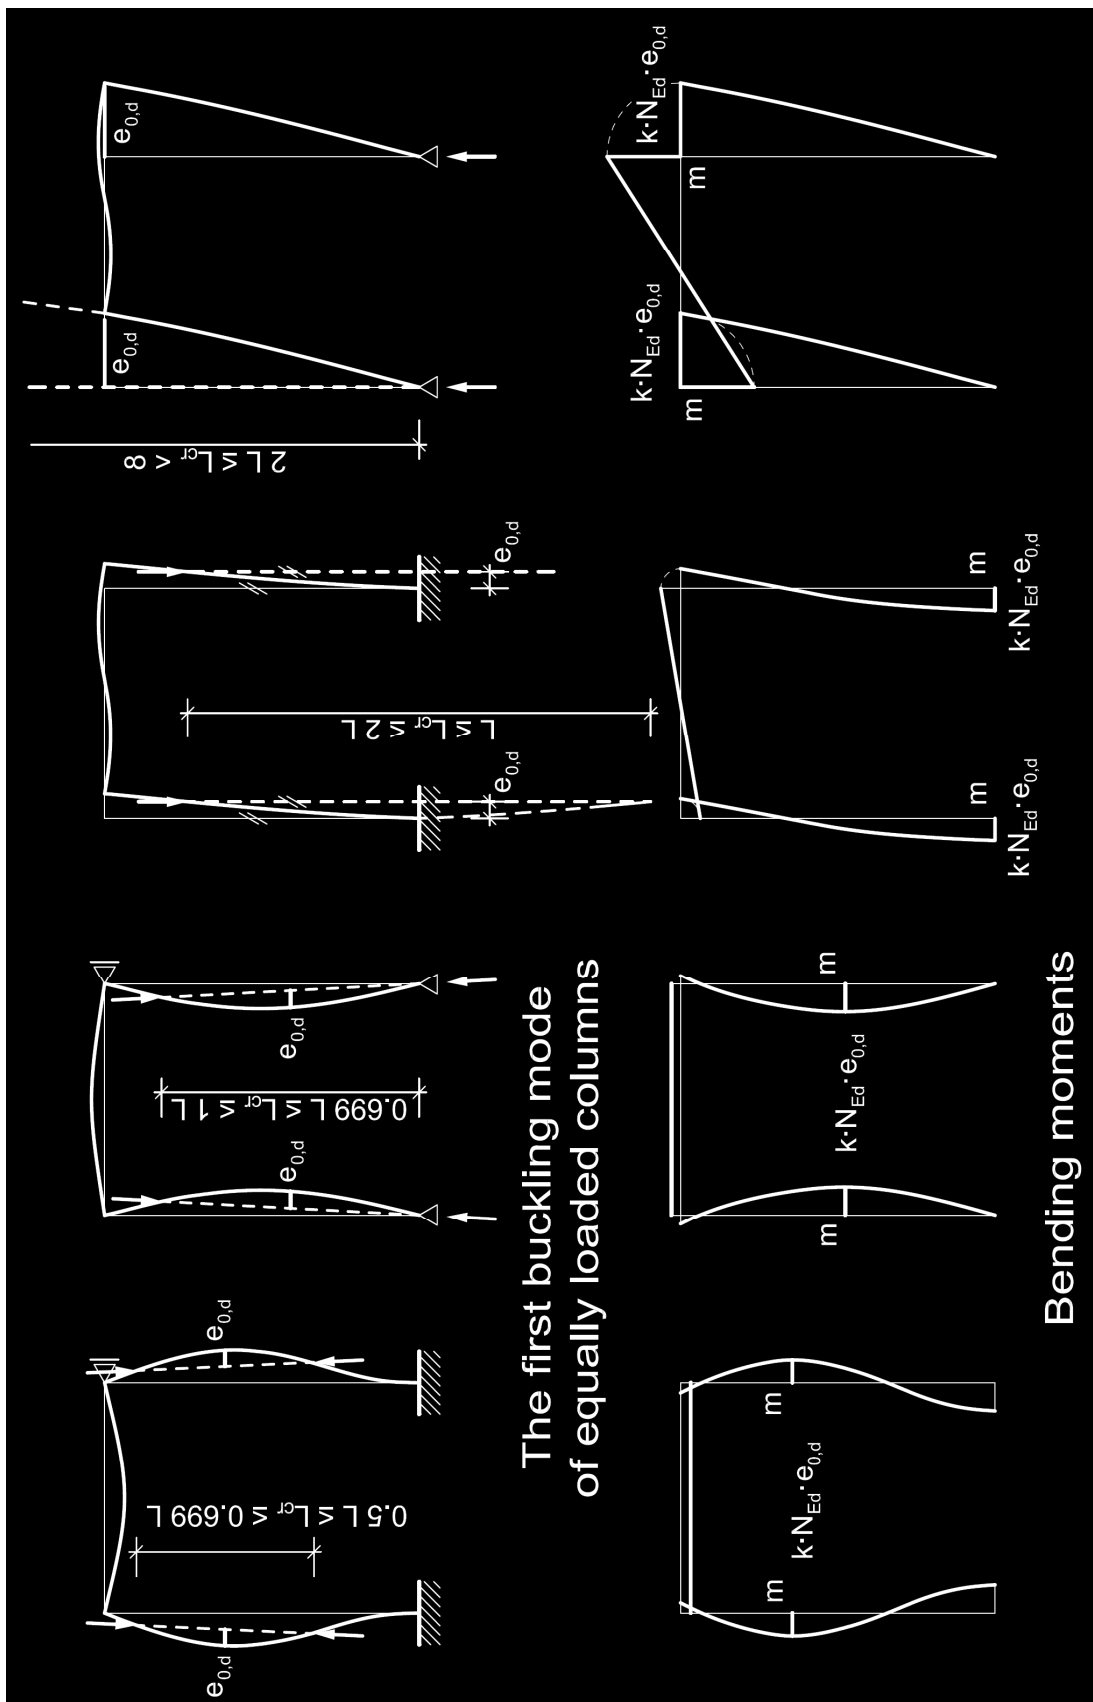 e0,d
e0,d
0.5 L ≤ Lcr ≤ 0.699 L
e0,d
e0,d
0.699 L ≤ Lcr ≤ 1 L
e0,d
e0,d
L ≤ Lcr ≤ 2 L
e0,d
e0,d
2 L ≤ Lcr < ∞
The first buckling mode
of equally loaded columns
m
m
k·NEd·e0,d
m
m
k·NEd·e0,d
m
k·NEd·e0,d
m
k·NEd·e0,d
k·NEd·e0,d
m
k·NEd·e0,d
m
Bending moments